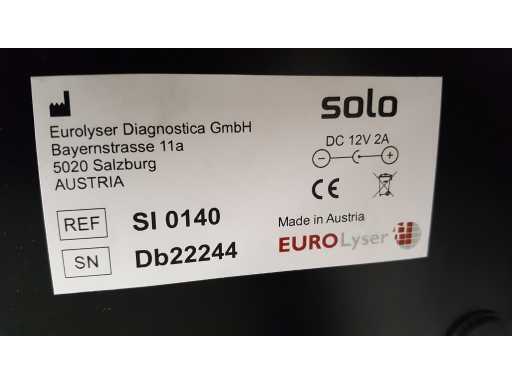 solo
Eurolyser Diagnostica GmbH
Bayernstrasse 11a
5020 Salzburg
AUSTRIA
DC 12V 2A
CE
REF SI 0140
SN Db22244
Made in Austria
EUROLyser